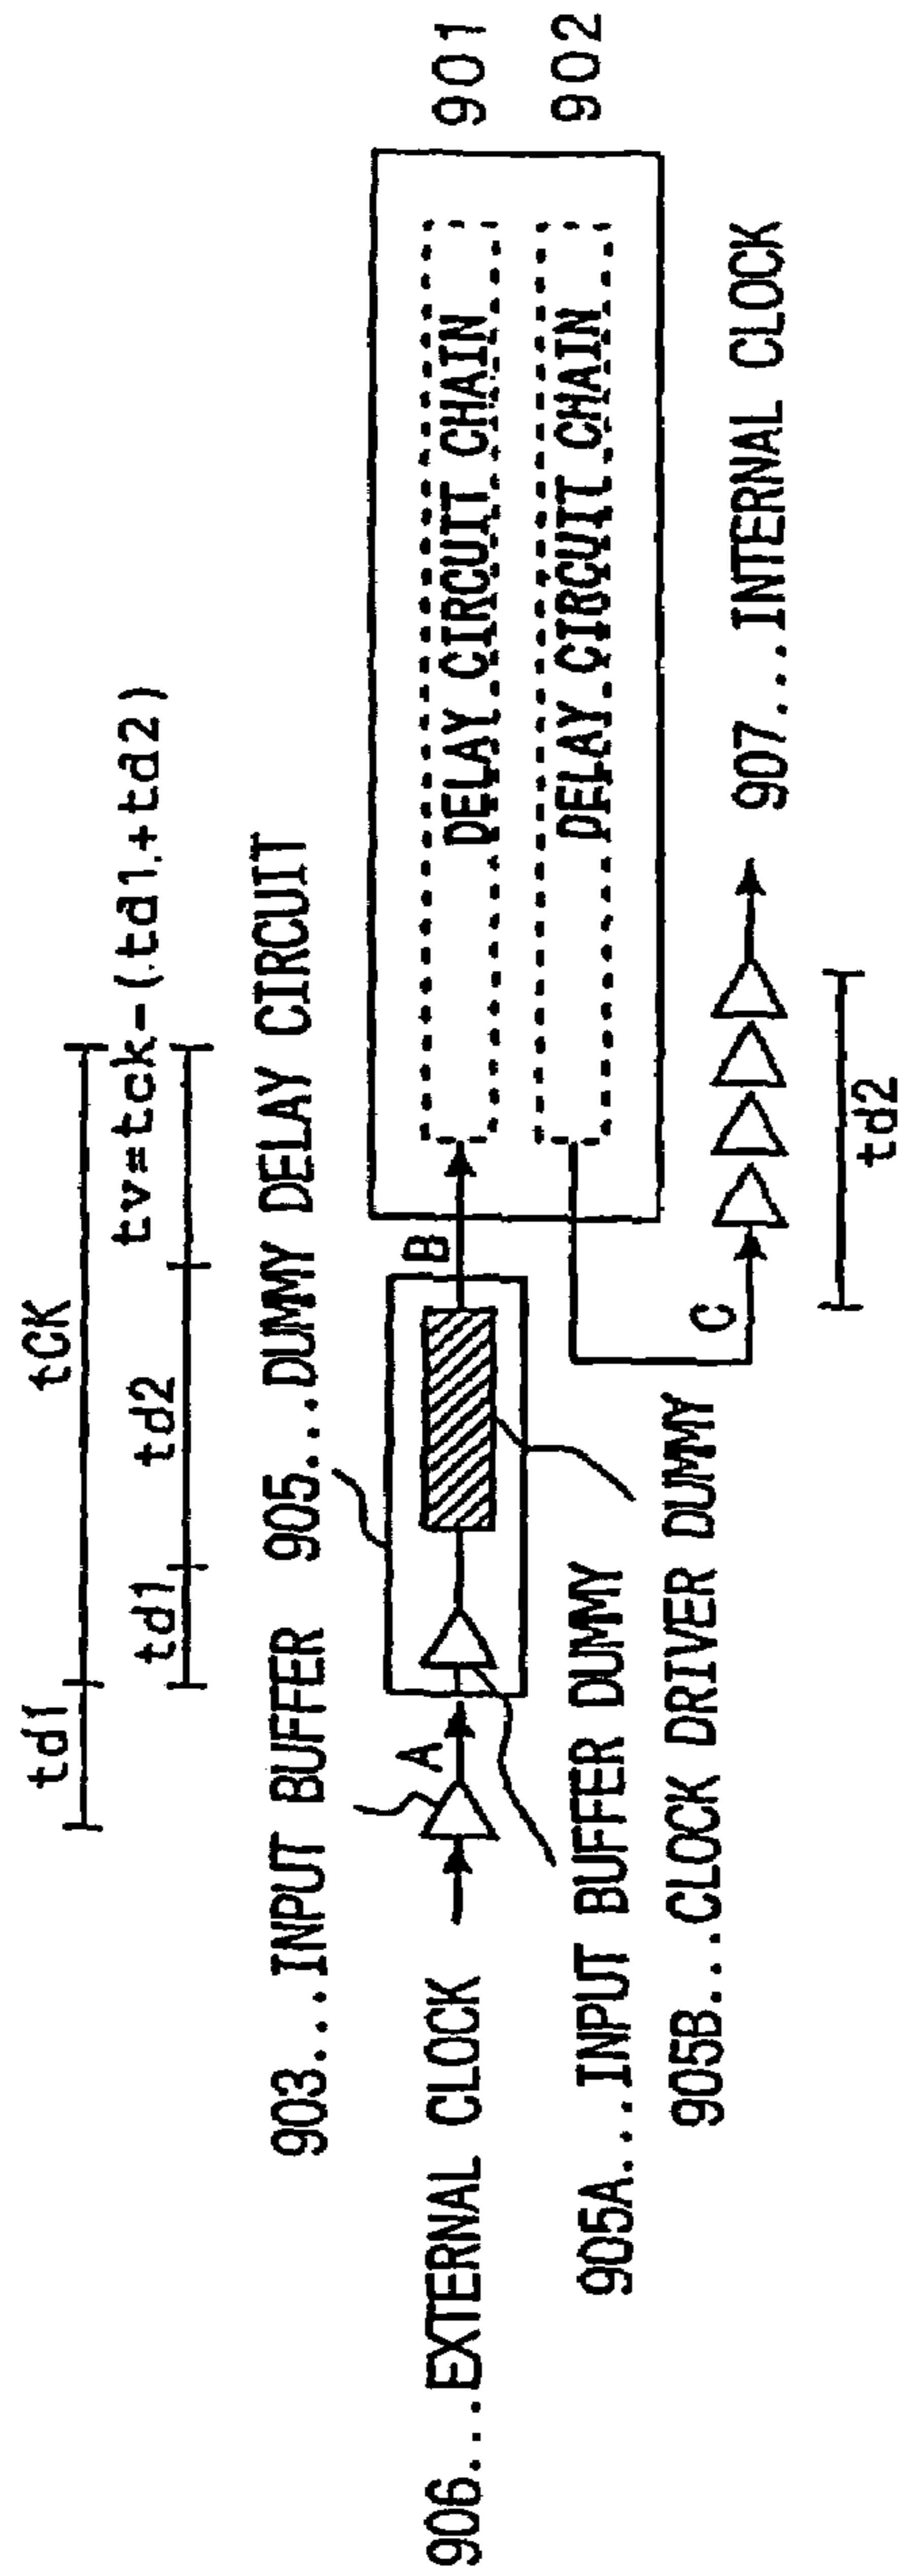 td1
tCK
td1
td2
tv=tck-(td1+td2)
903...INPUT BUFFER
905...DUMMY DELAY CIRCUIT
906...EXTERNAL CLOCK
A
B
DELAY CIRCUIT CHAIN
901
DELAY CIRCUIT CHAIN
902
905A...INPUT BUFFER DUMMY
905B...CLOCK DRIVER DUMMY
C
907...INTERNAL CLOCK
td2